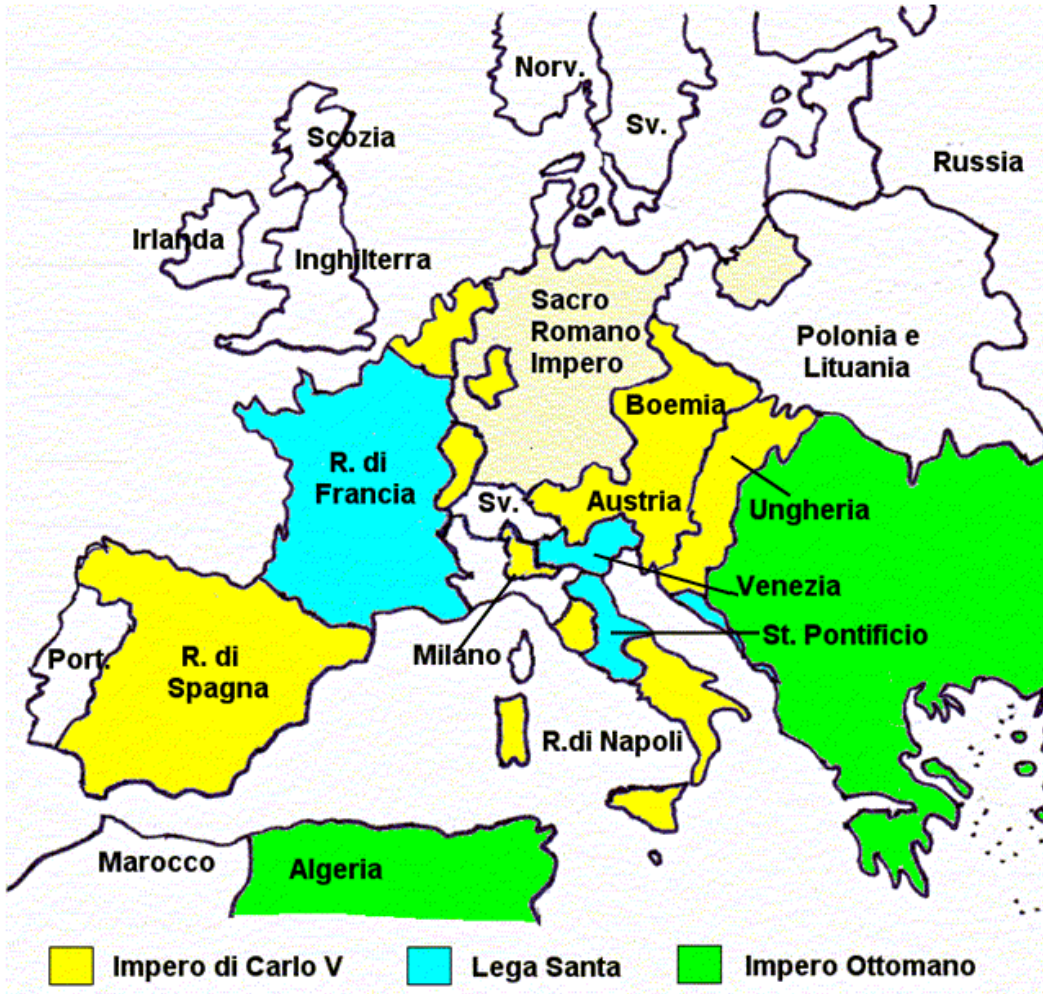 Norv.
Sv.
Scozia
Russia
Irlanda
Inghilterra
Sacro
Romano
Impero
Polonia e
Lituania
Boemia
R. di
Francia
Sv.
Austria
Ungheria
Venezia
St. Pontificio
Milano
Port.
R. di
Spagna
R.di Napoli
Marocco
Algeria
Impero di Carlo V
Lega Santa
Impero Ottomano